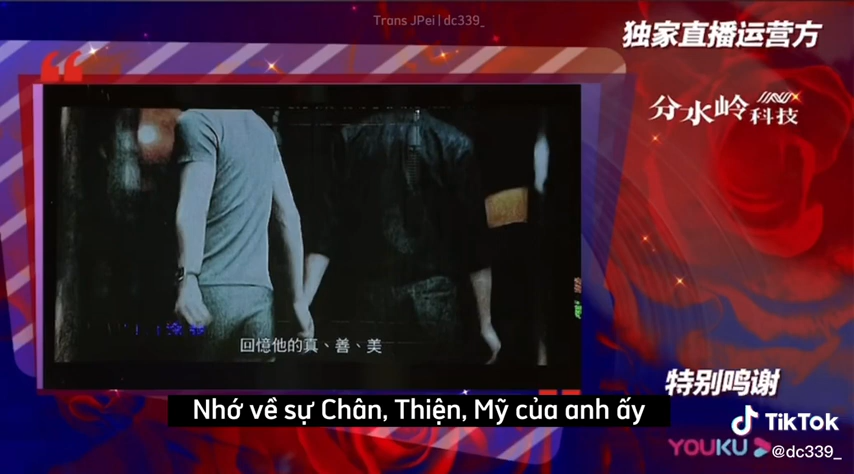 Trans JPei | dc339_
独家直播运营方
分水岭科技
回憶他的真、善、美
Nhớ về sự Chân, Thiện, Mỹ của anh ấy
特别鸣谢
TikTok
YOUKU
@dc339_